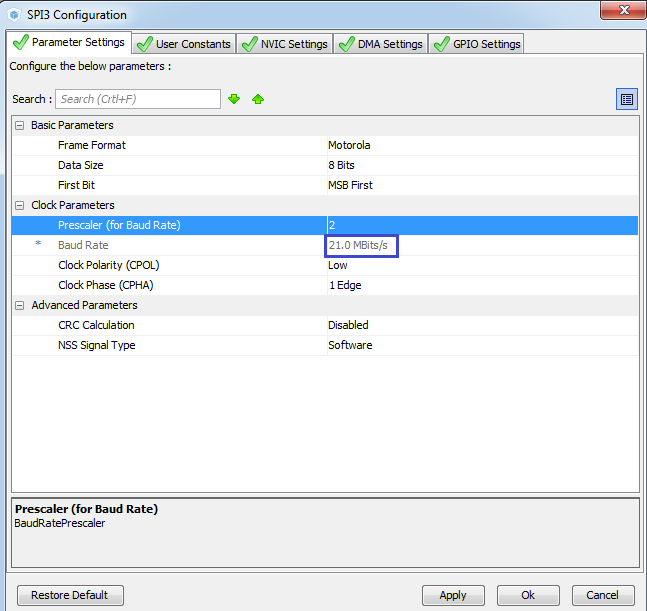 SPI3 Configuration
Parameter Settings User Constants NVIC Settings DMA Settings GPIO Settings
Configure the below parameters :
Search : Search (Crtl+F)
Basic Parameters
Frame Format Motorola
Data Size 8 Bits
First Bit MSB First
Clock Parameters
Prescaler (for Baud Rate) 2
* Baud Rate 21.0 MBits/s
Clock Polarity (CPOL) Low
Clock Phase (CPHA) 1 Edge
Advanced Parameters
CRC Calculation Disabled
NSS Signal Type Software
Prescaler (for Baud Rate)
BaudRatePrescaler
Restore Default Apply Ok Cancel